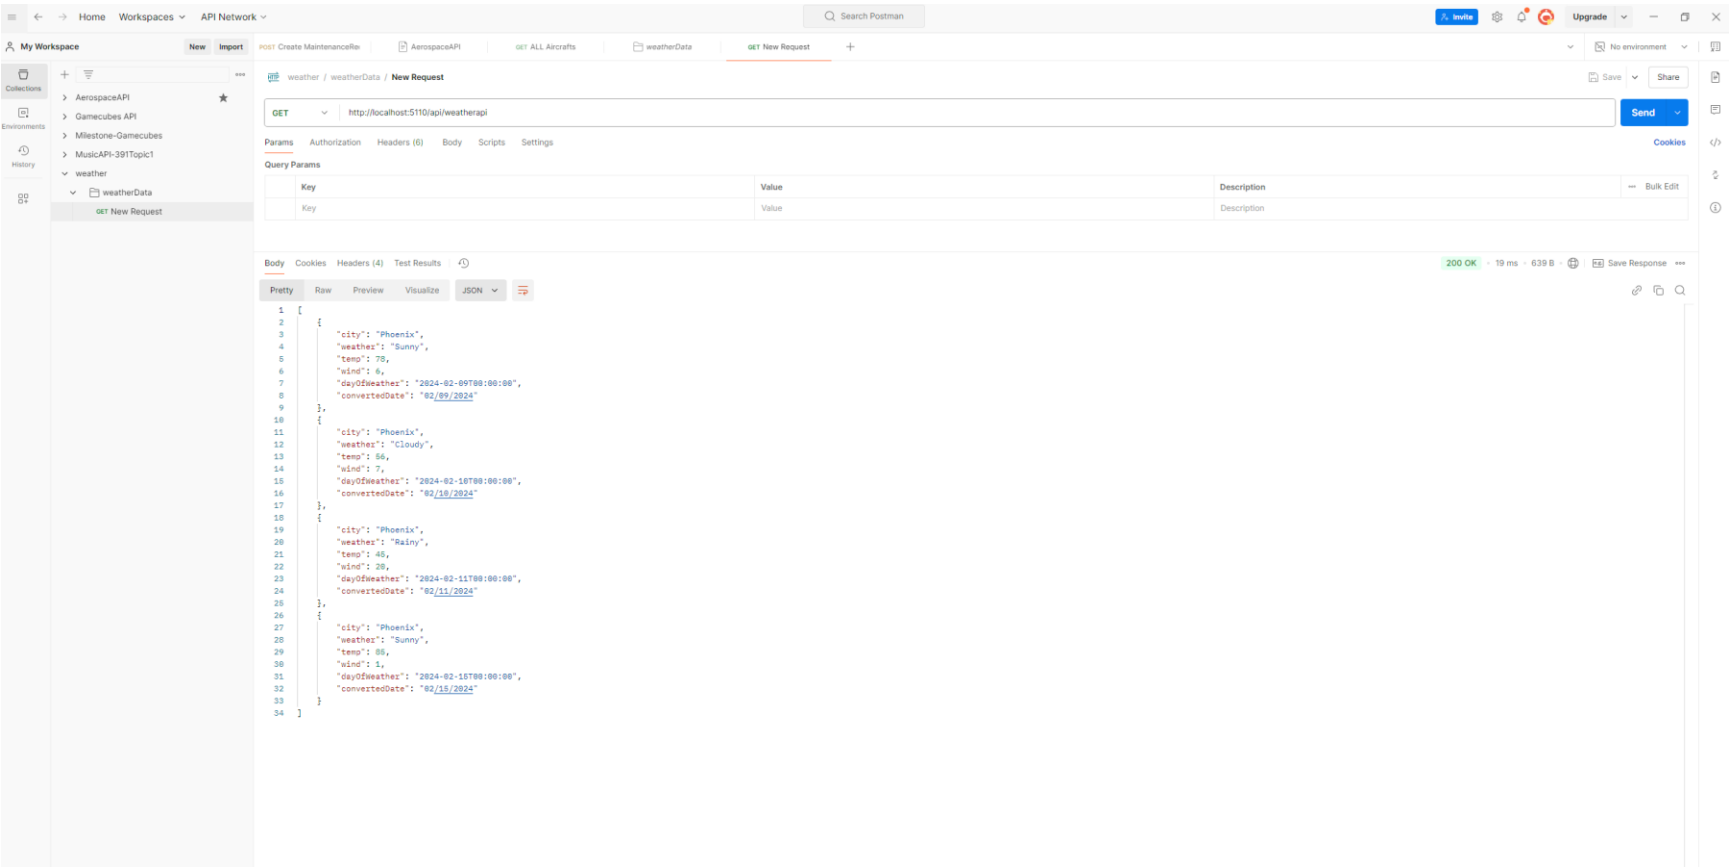 Home Workspaces API Network Search Postman Invite Upgrade
My Workspace New Import POST Create MaintenanceRe AerospaceAPI GET ALL Aircrafts weatherData GET New Request No environment
Collections
Environments
History
AerospaceAPI
Gamecubes API
Milestone-Gamecubes
MusicAPI-391Topic1
weather
weatherData
GET New Request
weather / weatherData / New Request Save Share
GET http://localhost:5110/api/weatherapi Send
Params Authorization Headers (6) Body Scripts Settings Cookies
Query Params
Key Value Description ••• Bulk Edit
Key Value Description
Body Cookies Headers (4) Test Results 200 OK • 19 ms • 639 B Save Response •••
Pretty Raw Preview Visualize JSON
1 [
2 {
3 "city": "Phoenix",
4 "weather": "Sunny",
5 "temp": 78,
6 "wind": 6,
7 "dayOfWeather": "2024-02-09T00:00:00",
8 "convertedDate": "02/09/2024"
9 },
10 {
11 "city": "Phoenix",
12 "weather": "Cloudy",
13 "temp": 56,
14 "wind": 7,
15 "dayOfWeather": "2024-02-10T00:00:00",
16 "convertedDate": "02/10/2024"
17 },
18 {
19 "city": "Phoenix",
20 "weather": "Rainy",
21 "temp": 45,
22 "wind": 20,
23 "dayOfWeather": "2024-02-11T00:00:00",
24 "convertedDate": "02/11/2024"
25 },
26 {
27 "city": "Phoenix",
28 "weather": "Sunny",
29 "temp": 85,
30 "wind": 1,
31 "dayOfWeather": "2024-02-15T00:00:00",
32 "convertedDate": "02/15/2024"
33 }
34 ]